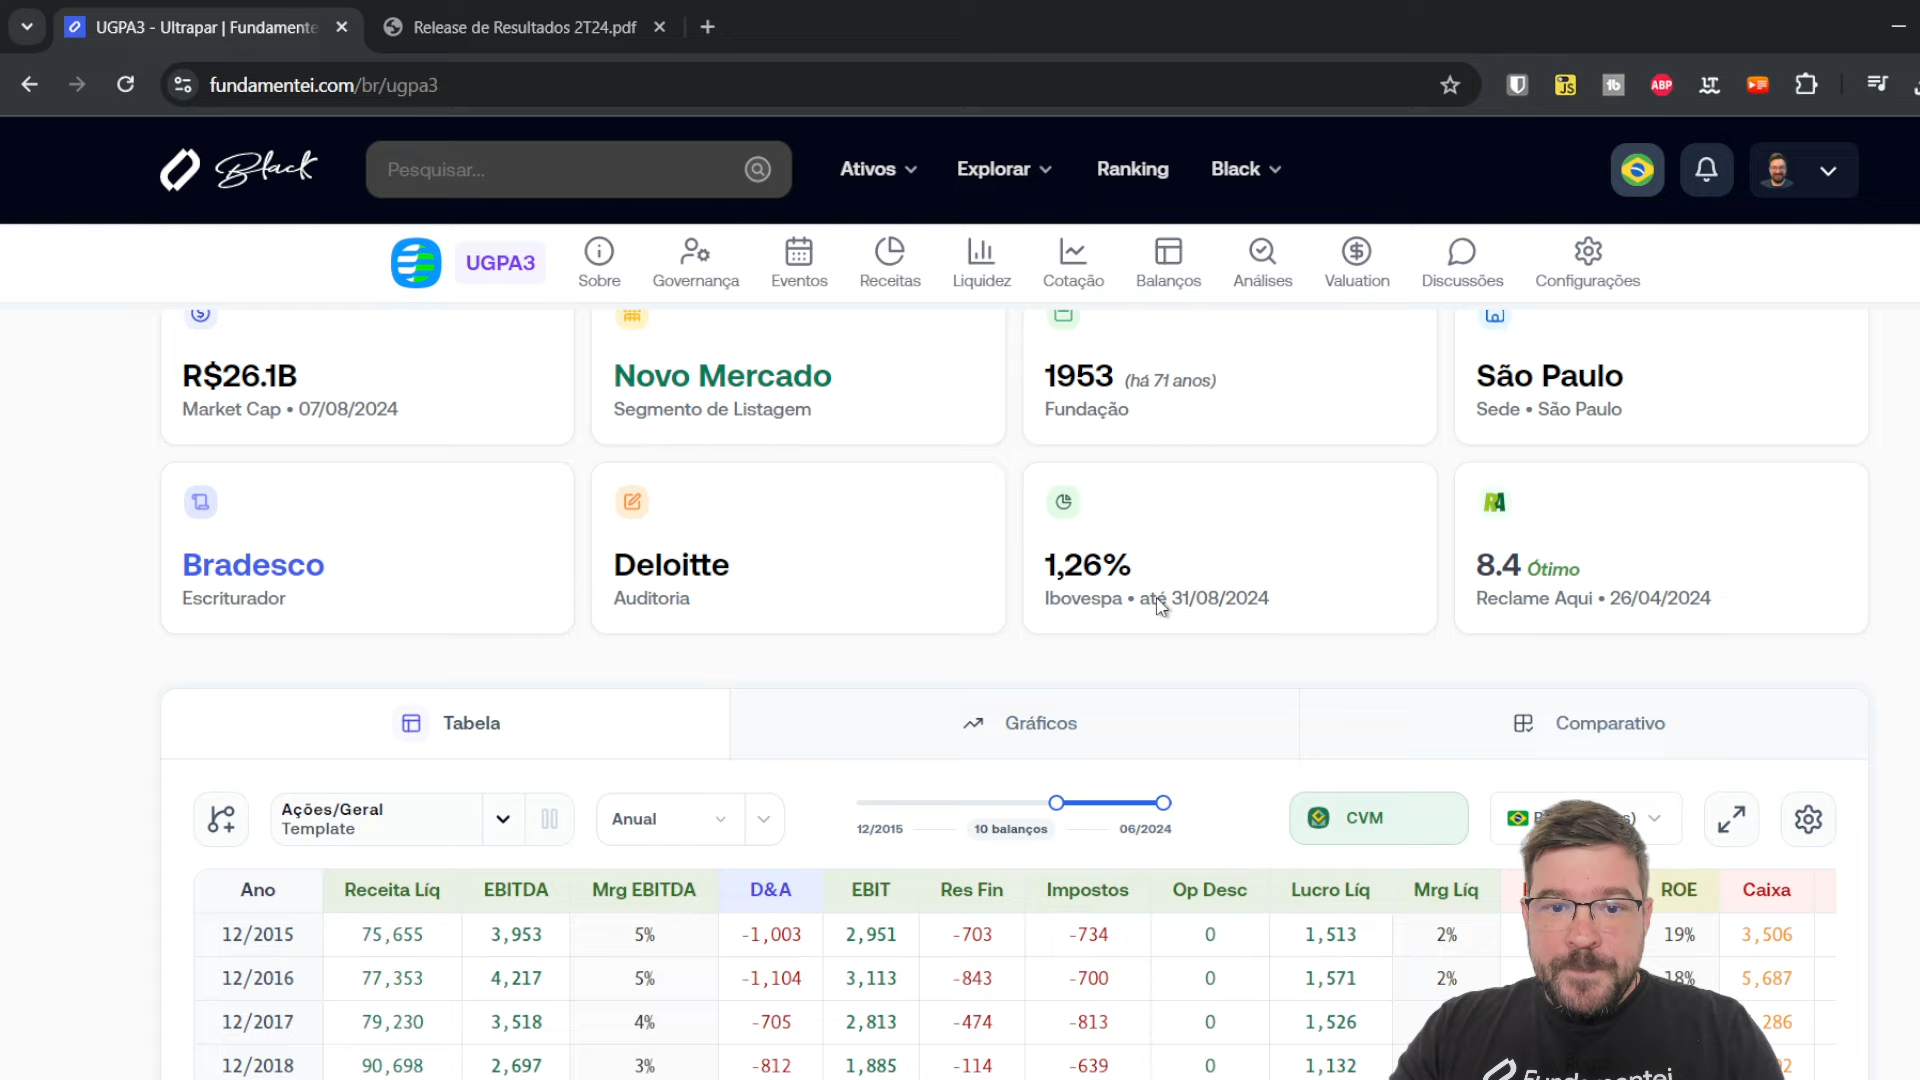 UGPA3 - Ultrapar | Fundamente
Release de Resultados 2T24.pdf
fundamentei.com/br/ugpa3
JS
tb
ABP
LT
Black
Pesquisar...
Ativos
Explorar
Ranking
Black
UGPA3
Sobre
Governança
Eventos
Receitas
Liquidez
Cotação
Balanços
Análises
Valuation
Discussões
Configurações
R$26.1B
Market Cap • 07/08/2024
Novo Mercado
Segmento de Listagem
1953 (há 71 anos)
Fundação
São Paulo
Sede • São Paulo
Bradesco
Escriturador
Deloitte
Auditoria
1,26%
Ibovespa • até 31/08/2024
RA
8.4 Ótimo
Reclame Aqui • 26/04/2024
Tabela
Gráficos
Comparativo
Ações/Geral
Template
Anual
12/2015
10 balanços
06/2024
CVM
Ano Receita Líq EBITDA Mrg EBITDA D&A EBIT Res Fin Impostos Op Desc Lucro Líq Mrg Líq ROE Caixa
12/2015 75,655 3,953 5% -1,003 2,951 -703 -734 0 1,513 2% 19% 3,506
12/2016 77,353 4,217 5% -1,104 3,113 -843 -700 0 1,571 2% 18% 5,687
12/2017 79,230 3,518 4% -705 2,813 -474 -813 0 1,526 286
12/2018 90,698 2,697 3% -812 1,885 -114 -639 0 1,132